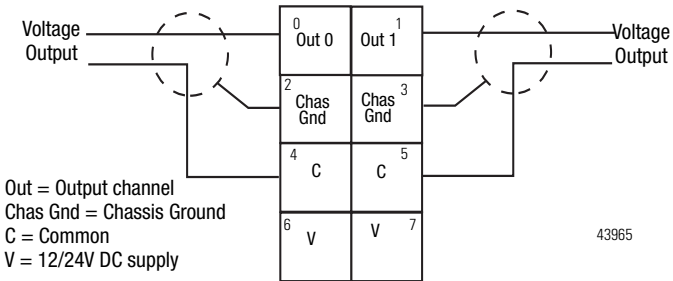 Voltage
Output
0
Out 0
1
Out 1
Voltage
Output
2
Chas
Gnd
3
Chas
Gnd
4
C
5
C
6
V
7
V
Out = Output channel
Chas Gnd = Chassis Ground
C = Common
V = 12/24V DC supply
43965